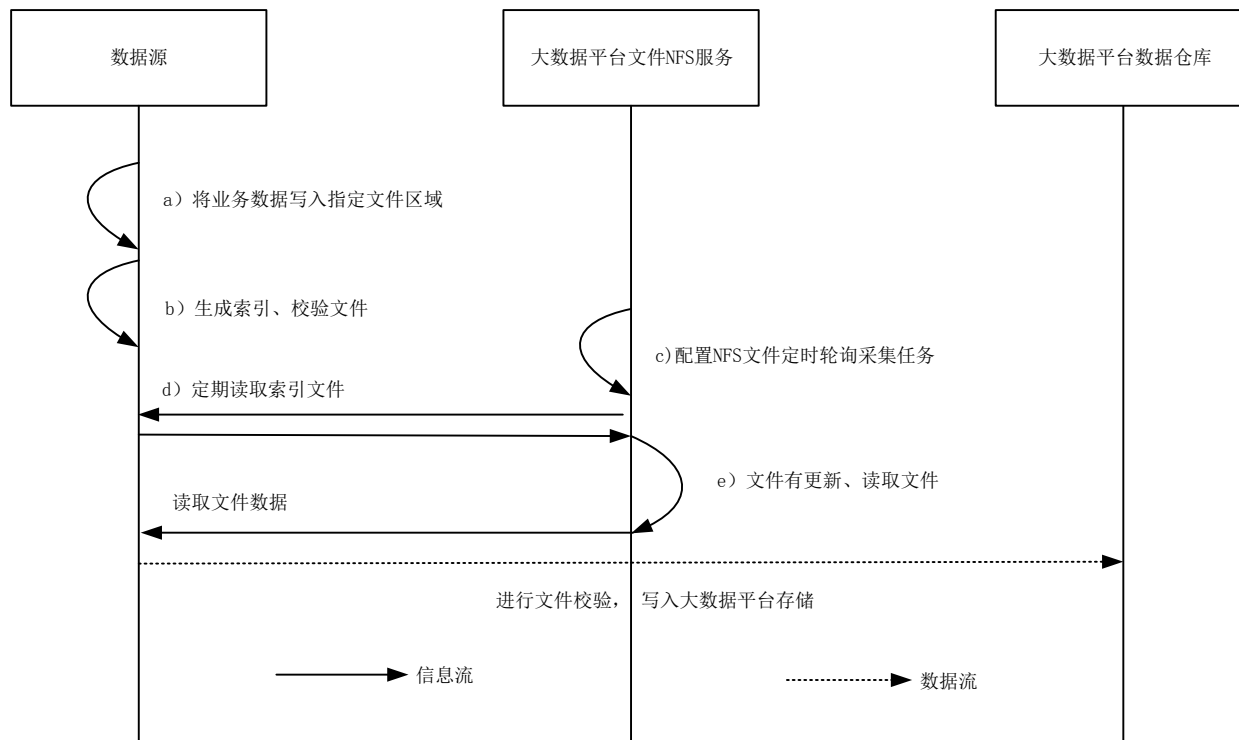 数据源
大数据平台文件NFS服务
大数据平台数据仓库
a）将业务数据写入指定文件区域
b）生成索引、校验文件
c)配置NFS文件定时轮询采集任务
d）定期读取索引文件
e）文件有更新、读取文件
读取文件数据
进行文件校验， 写入大数据平台存储
信息流
数据流